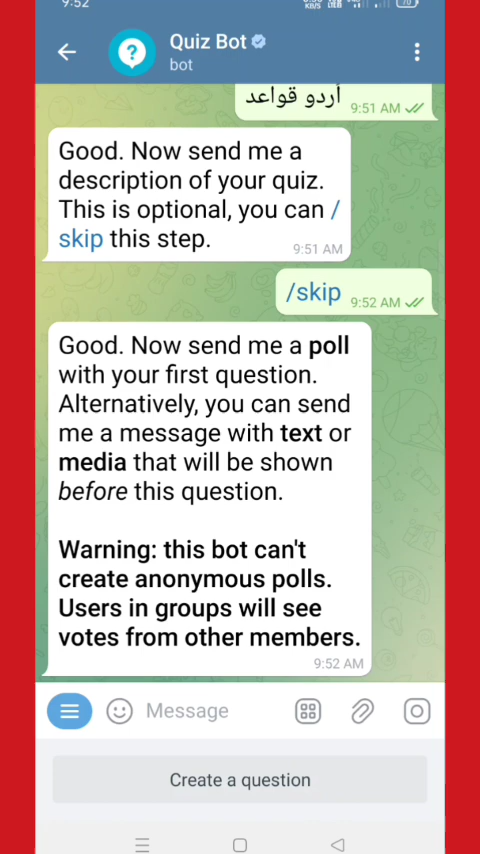 9:52
70
Quiz Bot
bot
أردو قواعد
9:51 AM
Good. Now send me a
description of your quiz.
This is optional, you can /
skip this step.
9:51 AM
/skip
9:52 AM
Good. Now send me a poll
with your first question.
Alternatively, you can send
me a message with text or
media that will be shown
before this question.
Warning: this bot can't
create anonymous polls.
Users in groups will see
votes from other members.
9:52 AM
Message
Create a question